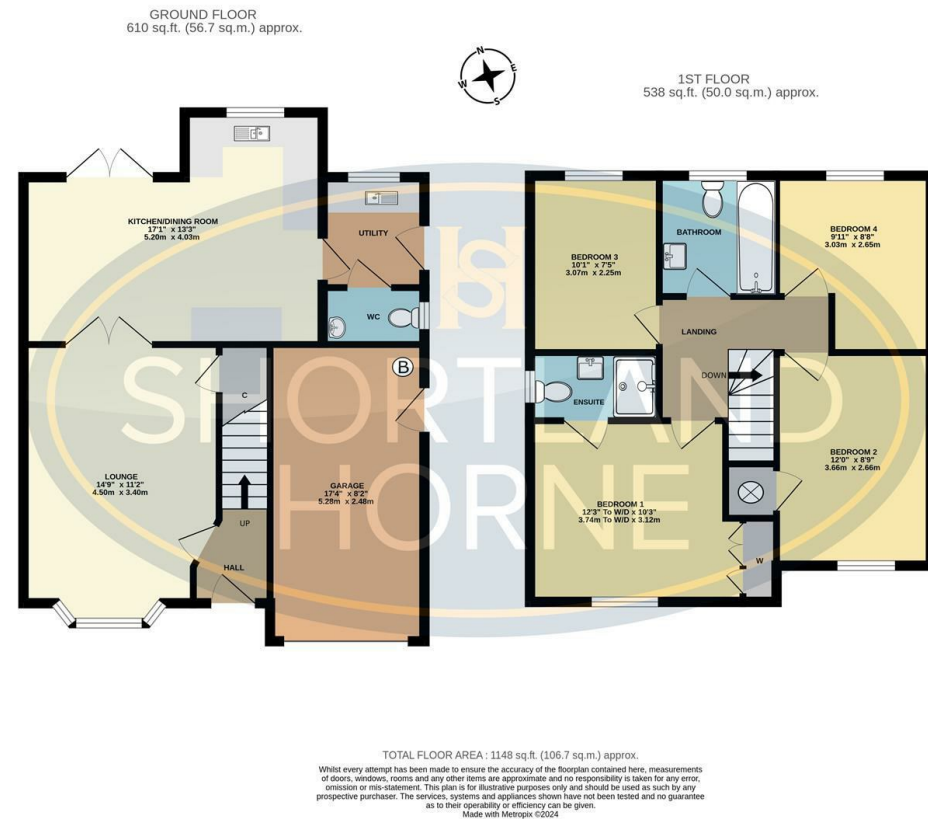 GROUND FLOOR
610 sq.ft. (56.7 sq.m.) approx.
1ST FLOOR
538 sq.ft. (50.0 sq.m.) approx.
N
E
S
W
KITCHEN/DINING ROOM
17'1" x 13'3"
5.20m x 4.03m
UTILITY
WC
B
C
LOUNGE
14'9" x 11'2"
4.50m x 3.40m
UP
HALL
GARAGE
17'4" x 8'2"
5.28m x 2.48m
BEDROOM 3
10'1" x 7'5"
3.07m x 2.25m
BATHROOM
BEDROOM 4
9'11" x 8'8"
3.03m x 2.65m
LANDING
DOWN
ENSUITE
BEDROOM 2
12'0" x 8'9"
3.66m x 2.66m
BEDROOM 1
12'3" To W/D x 10'3"
3.74m To W/D x 3.12m
W
SHORTLAND
HORNE
TOTAL FLOOR AREA : 1148 sq.ft. (106.7 sq.m.) approx.
Whilst every attempt has been made to ensure the accuracy of the floorplan contained here, measurements
of doors, windows, rooms and any other items are approximate and no responsibility is taken for any error,
omission or mis-statement. This plan is for illustrative purposes only and should be used as such by any
prospective purchaser. The services, systems and appliances shown have not been tested and no guarantee
as to their operability or efficiency can be given.
Made with Metropix ©2024